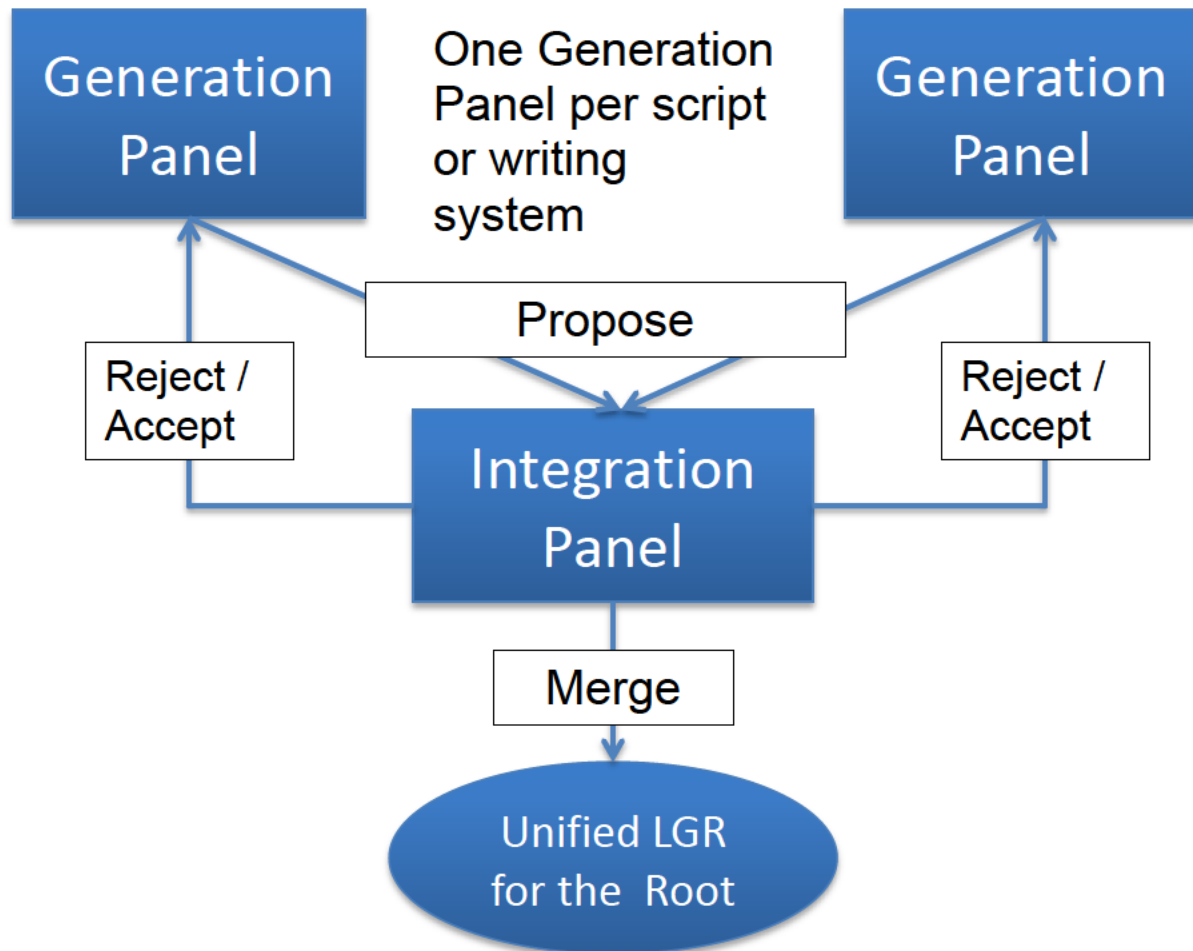 Generation
Panel
One Generation
Panel per script
or writing
system
Generation
Panel
Propose
Reject /
Accept
Reject /
Accept
Integration
Panel
Merge
Unified LGR
for the Root